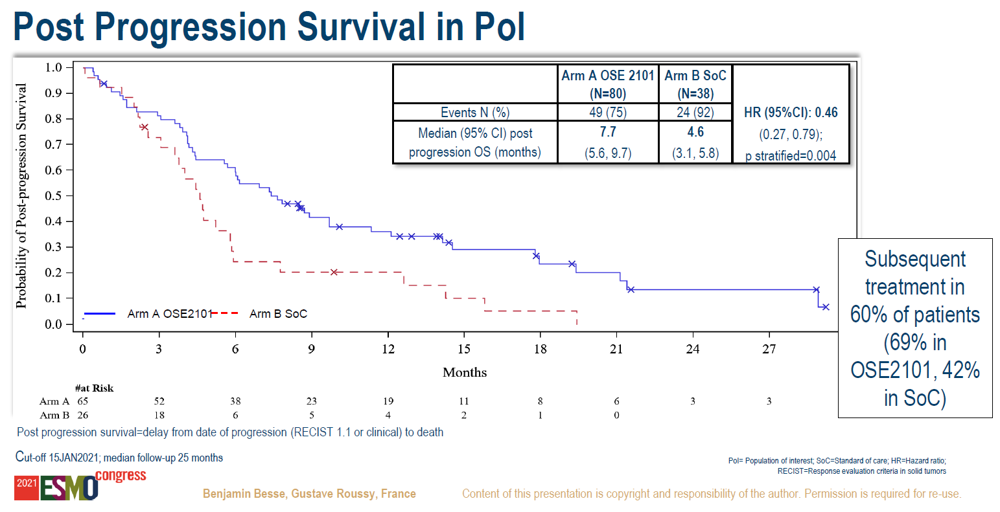 Post Progression Survival in PoI
Probability of Post-progression Survival
1.0
0.9
0.8
0.7
0.6
0.5
0.4
0.3
0.2
0.1
0.0
Arm A OSE 2101 (N=80)
Arm B SoC (N=38)
Events N (%) 49 (75) 24 (92)
Median (95% CI) post progression OS (months)
7.7 (5.6, 9.7)
4.6 (3.1, 5.8)
HR (95%CI): 0.46
(0.27, 0.79);
p stratified=0.004
Arm A OSE2101 Arm B SoC
0 3 6 9 12 15 18 21 24 27
Months
#at Risk
Arm A 65 52 38 23 19 11 8 6 3 3
Arm B 26 18 6 5 4 2 1 0
Subsequent
treatment in
60% of patients
(69% in
OSE2101, 42%
in SoC)
Post progression survival=delay from date of progression (RECIST 1.1 or clinical) to death
Cut-off 15JAN2021; median follow-up 25 months
PoI= Population of interest; SoC=Standard of care; HR=Hazard ratio;
RECIST=Response evaluation criteria in solid tumors
2021 ESMO congress
Benjamin Besse, Gustave Roussy, France
Content of this presentation is copyright and responsibility of the author. Permission is required for re-use.